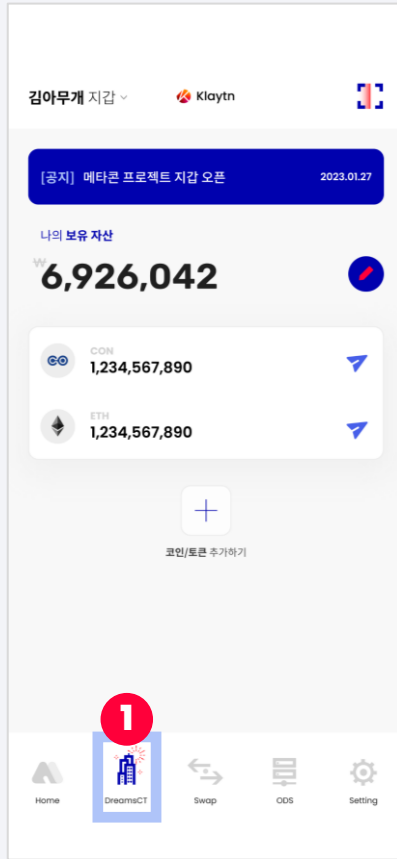 김아무개 지갑
Klaytn
[공지] 메타콘 프로젝트 지갑 오픈 2023.01.27
나의 보유 자산
₩6,926,042
CON
1,234,567,890
ETH
1,234,567,890
코인/토큰 추가하기
1
Home DreamsCT Swap ODS Setting